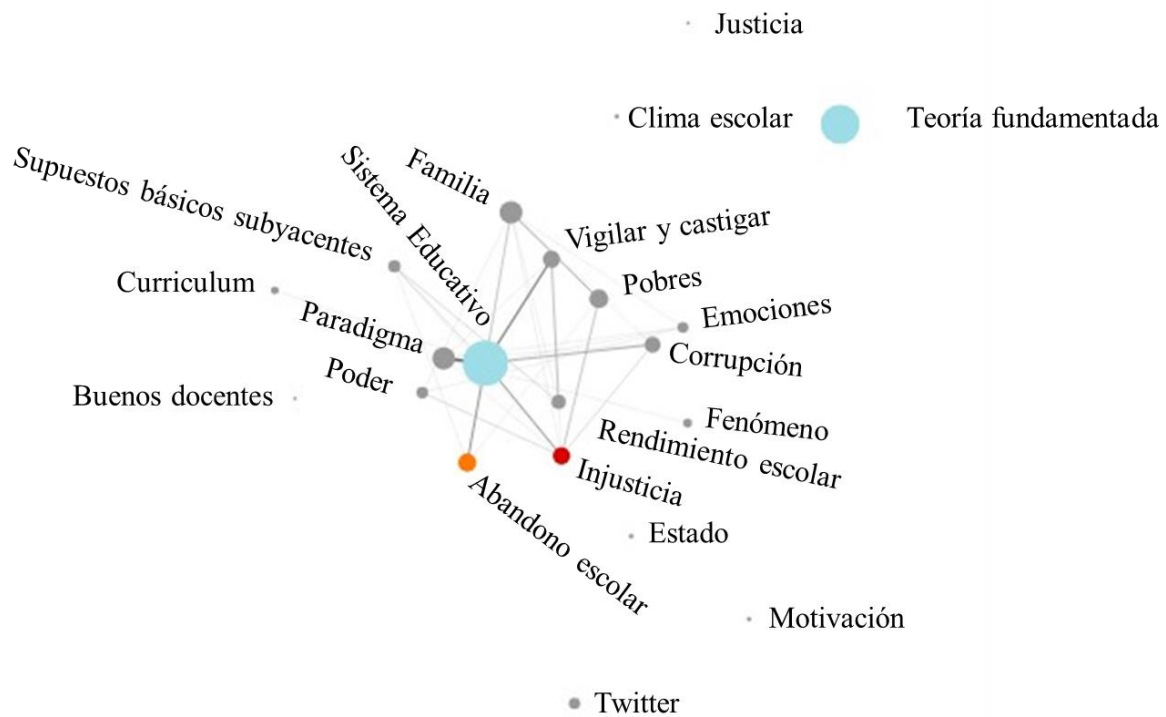 Justicia
Clima escolar
Teoría fundamentada
Familia
Sistema Educativo
Supuestos básicos subyacentes
Vigilar y castigar
Pobres
Curriculum
Emociones
Paradigma
Corrupción
Poder
Buenos docentes
Fenómeno
Rendimiento escolar
Injusticia
Abandono escolar
Estado
Motivación
Twitter